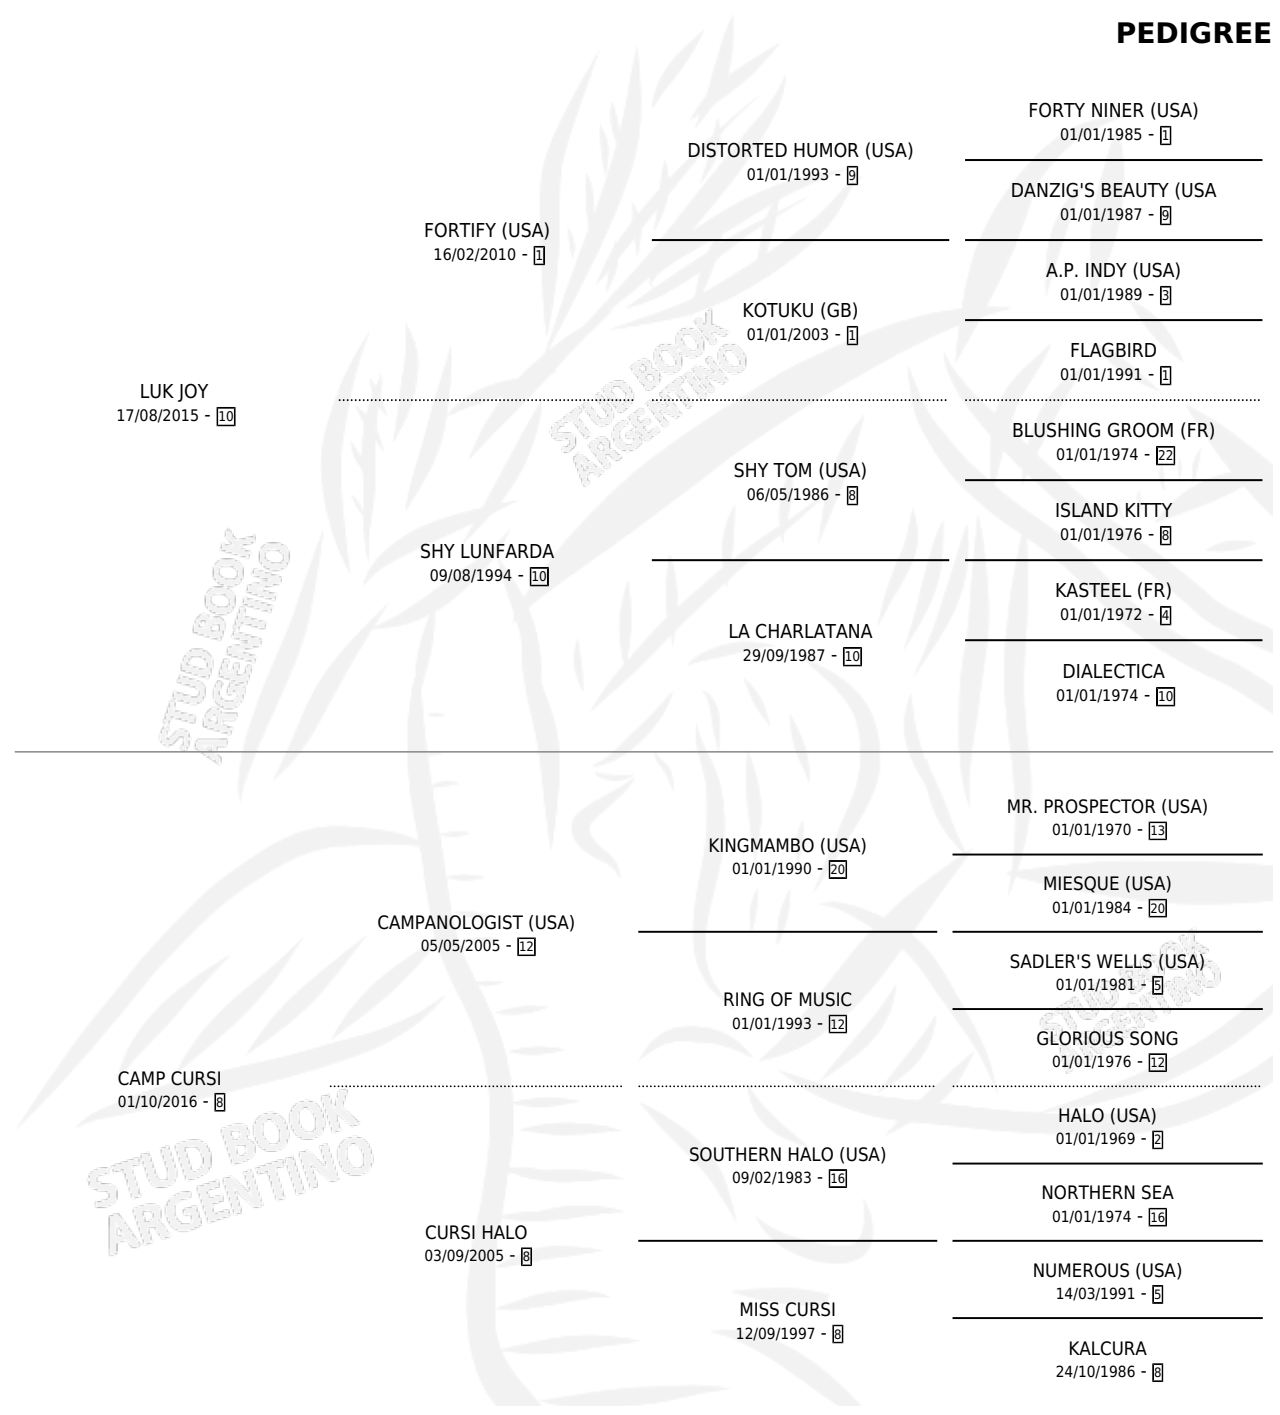 PEDIGREE
FORTY NINER (USA)
01/01/1985 - 1
DISTORTED HUMOR (USA)
01/01/1993 - 9
DANZIG'S BEAUTY (USA
01/01/1987 - 9
FORTIFY (USA)
16/02/2010 - 1
A.P. INDY (USA)
01/01/1989 - 3
KOTUKU (GB)
01/01/2003 - 1
FLAGBIRD
01/01/1991 - 1
LUK JOY
17/08/2015 - 10
BLUSHING GROOM (FR)
01/01/1974 - 22
SHY TOM (USA)
06/05/1986 - 8
ISLAND KITTY
01/01/1976 - 8
SHY LUNFARDA
09/08/1994 - 10
KASTEEL (FR)
01/01/1972 - 4
LA CHARLATANA
29/09/1987 - 10
DIALECTICA
01/01/1974 - 10
MR. PROSPECTOR (USA)
01/01/1970 - 13
KINGMAMBO (USA)
01/01/1990 - 20
MIESQUE (USA)
01/01/1984 - 20
CAMPANOLOGIST (USA)
05/05/2005 - 12
SADLER'S WELLS (USA)
01/01/1981 - 5
RING OF MUSIC
01/01/1993 - 12
GLORIOUS SONG
01/01/1976 - 12
CAMP CURSI
01/10/2016 - 8
HALO (USA)
01/01/1969 - 2
SOUTHERN HALO (USA)
09/02/1983 - 16
NORTHERN SEA
01/01/1974 - 16
CURSI HALO
03/09/2005 - 8
NUMEROUS (USA)
14/03/1991 - 5
MISS CURSI
12/09/1997 - 8
KALCURA
24/10/1986 - 8
STUD BOOK
ARGENTINO
STUD BOOK
ARGENTINO
STUD BOOK
ARGENTINO
STUD BOOK
ARGENTINO